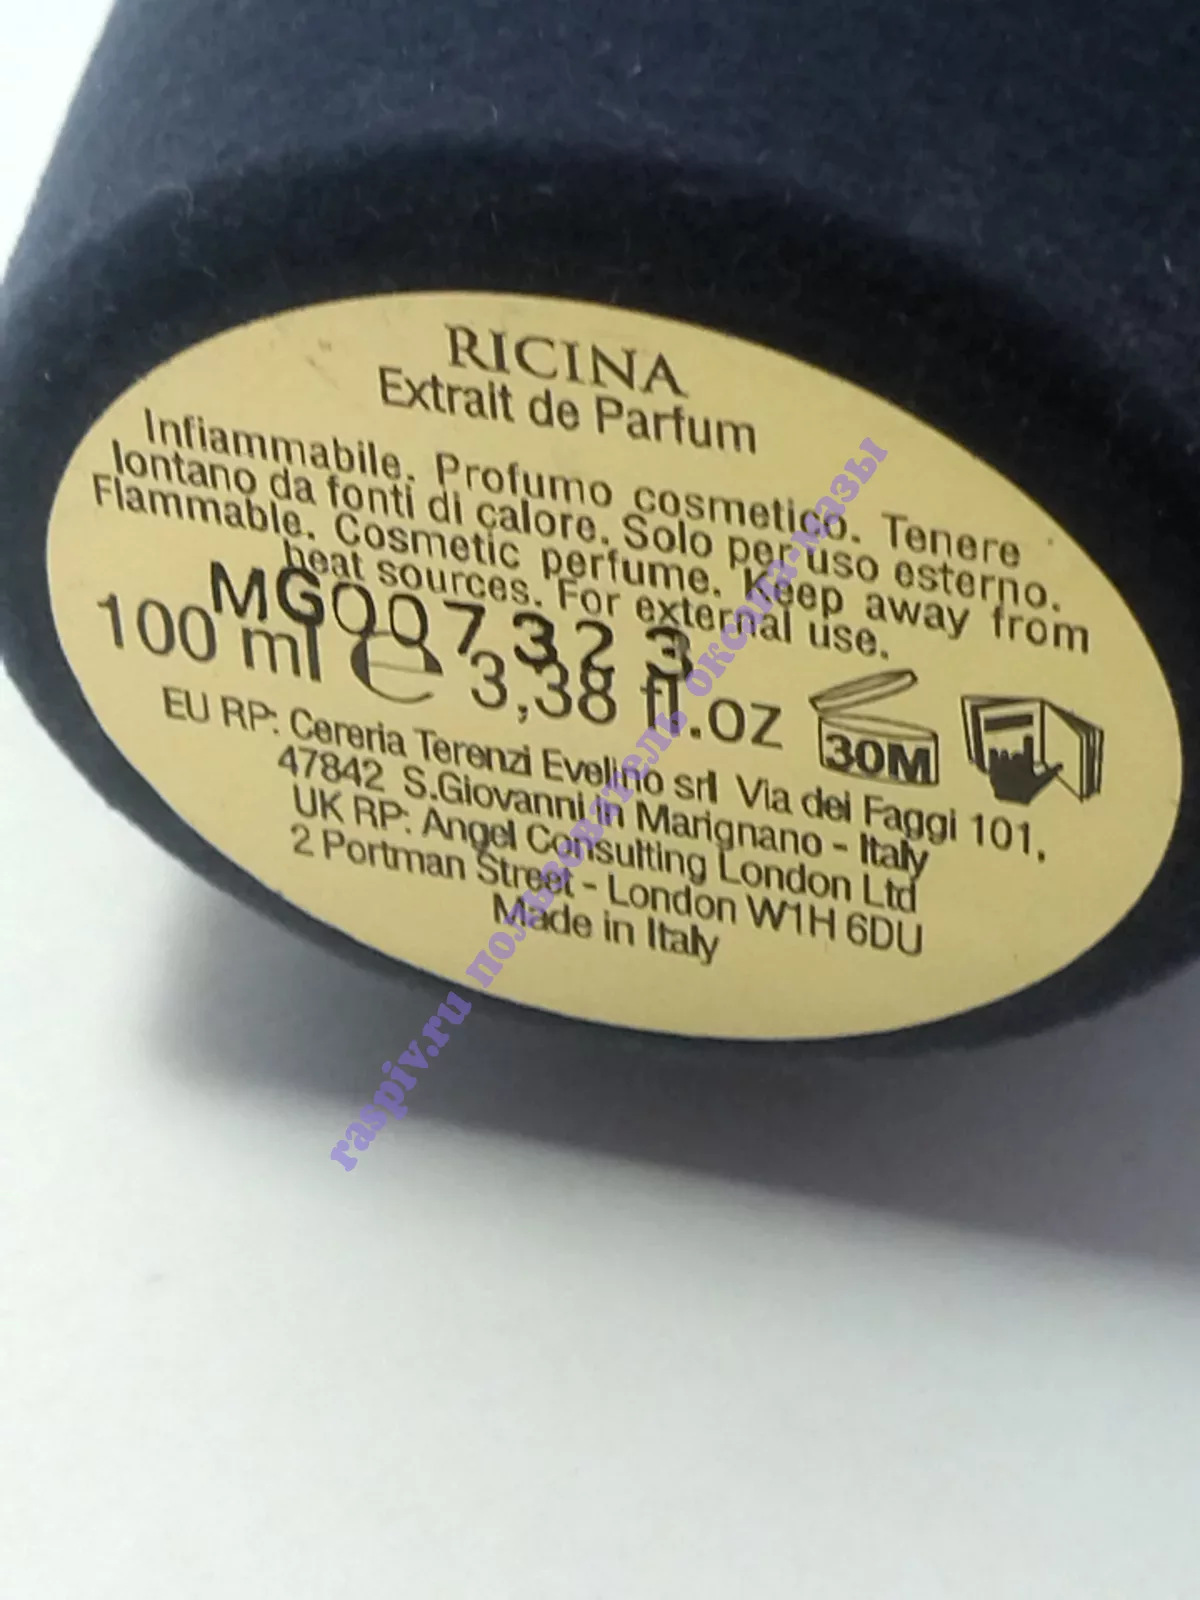 RICINA
Extrait de Parfum
Infiammabile. Profumo cosmetico. Tenere
lontano da fonti di calore. Solo per uso esterno.
Flammable. Cosmetic perfume. Keep away from
heat sources. For external use.
MG007323
100 ml e 3,38 fl.oz
30M
EU RP: Cereria Terenzi Evelino srl Via dei Faggi 101,
47842 S.Giovanni in Marignano - Italy
UK RP: Angel Consulting London Ltd
2 Portman Street - London W1H 6DU
Made in Italy
raspiv.ru пользователь оксана-мазы